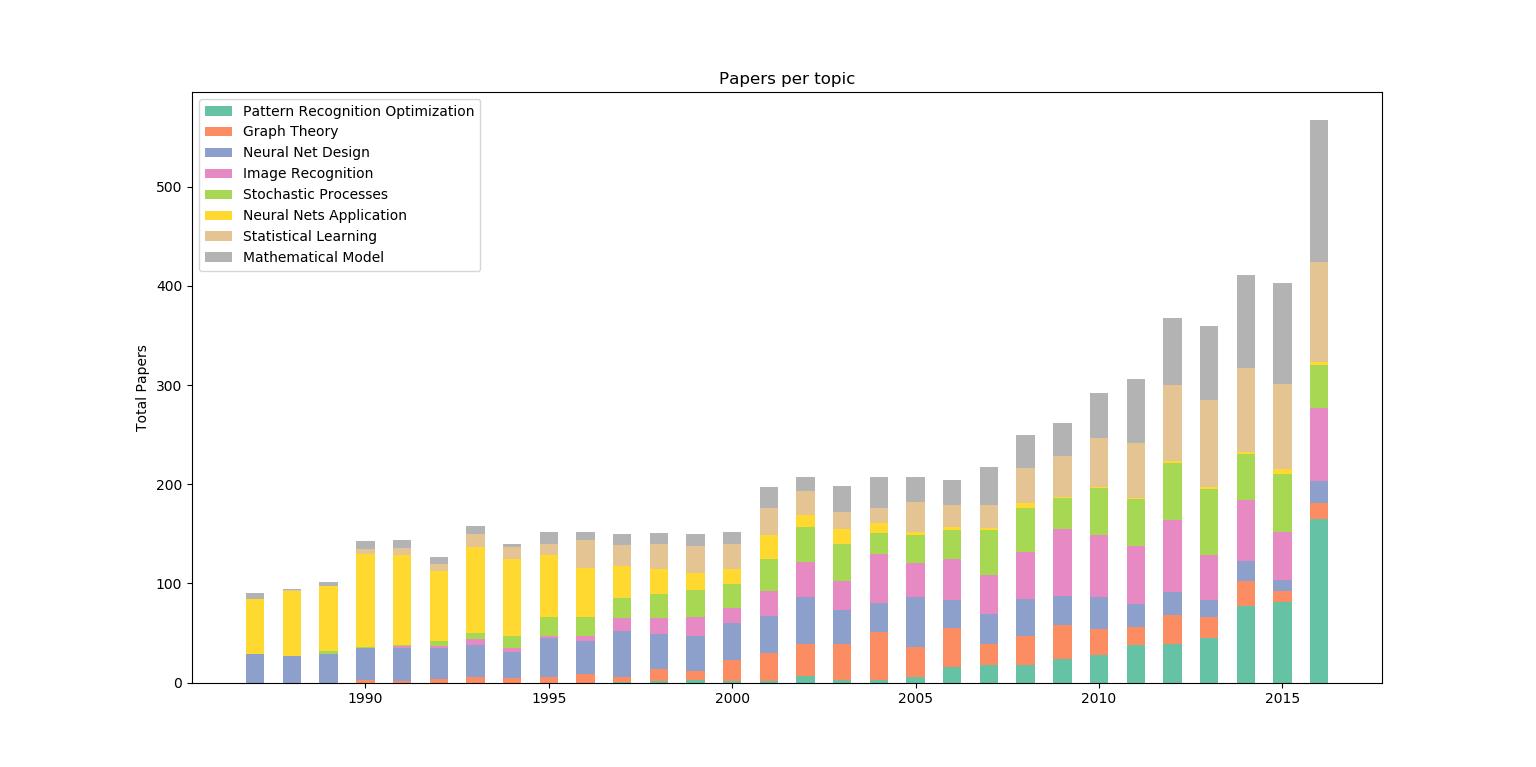 Papers per topic
Pattern Recognition Optimization
Graph Theory
Neural Net Design
Image Recognition
Stochastic Processes
Neural Nets Application
Statistical Learning
Mathematical Model
Total Papers
500
400
300
200
100
0
1990 1995 2000 2005 2010 2015